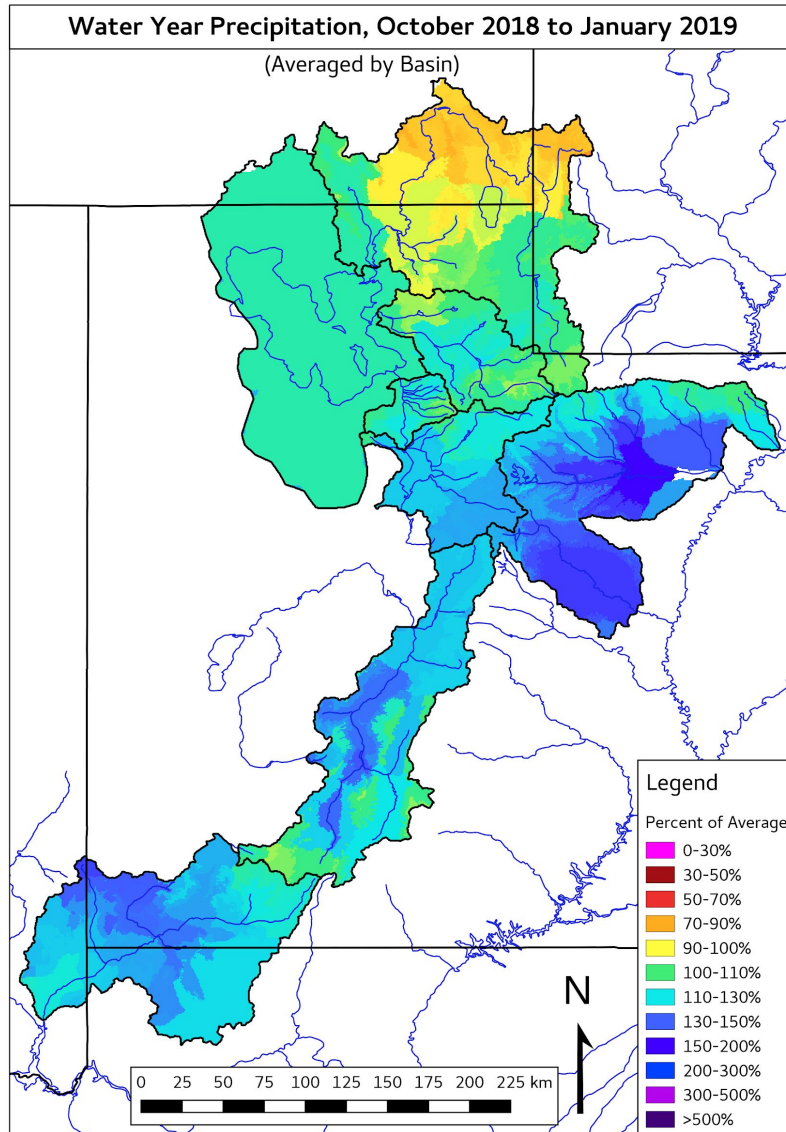 Water Year Precipitation, October 2018 to January 2019
(Averaged by Basin)
Legend
Percent of Average
0-30%
30-50%
50-70%
70-90%
90-100%
100-110%
110-130%
130-150%
150-200%
200-300%
300-500%
>500%
N
0 25 50 75 100 125 150 175 200 225 km